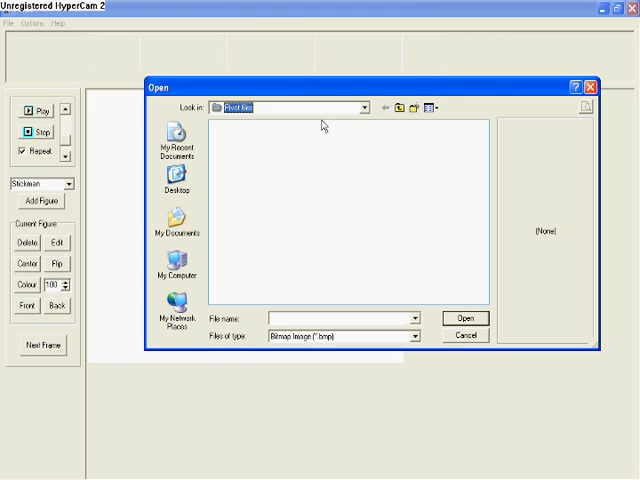 Unregistered HyperCam 2
File Options Help
Open
Look in: Pivot files
Play
Stop
Repeat
My Recent
Documents
Stickman
Desktop
Add Figure
Current Figure:
My Documents
(None)
Delete Edit
Center Flip
My Computer
Colour 100
Front Back
My Network
Places
File name:
Open
Files of type: Bitmap Image (*.bmp)
Cancel
Next Frame